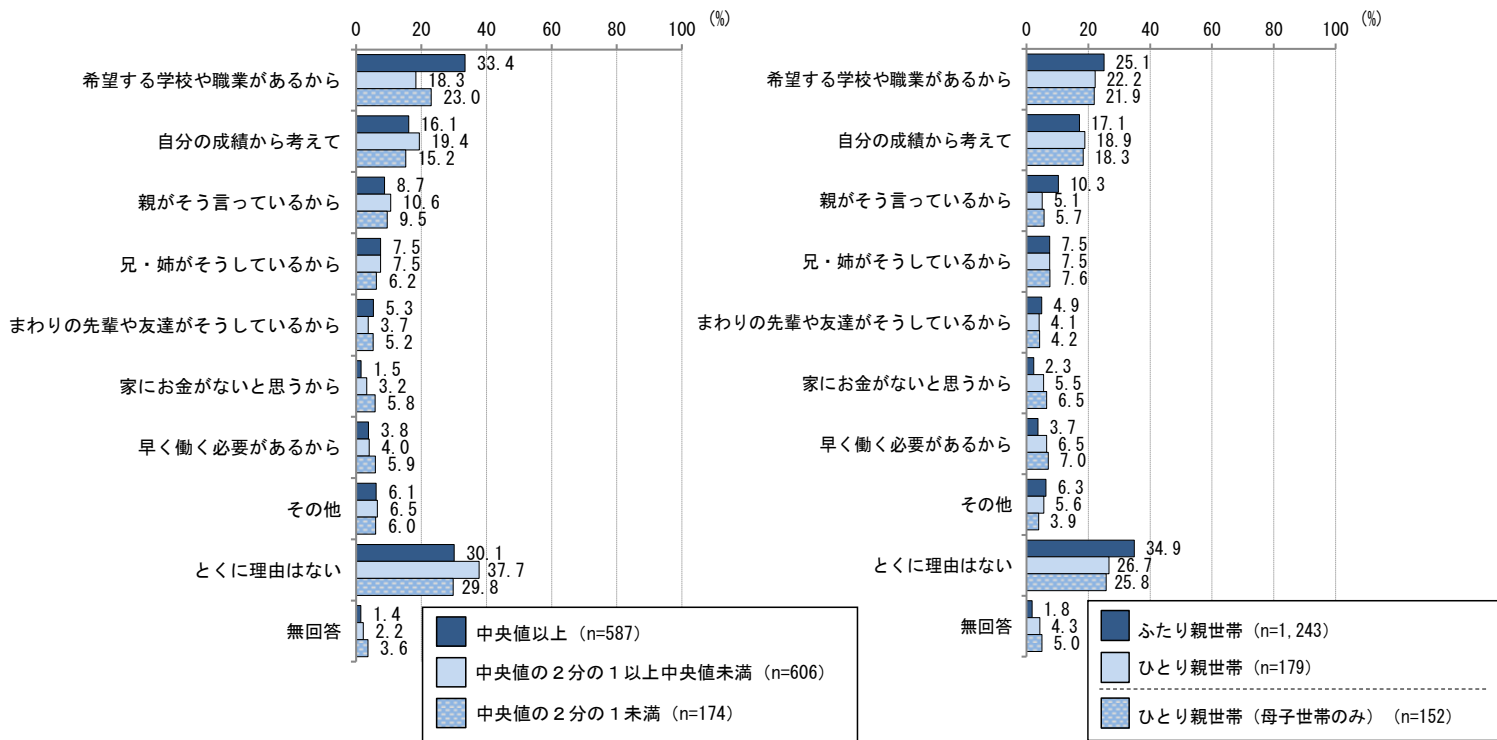 0 20 40 60 80 100 (%)
希望する学校や職業があるから
33.4
18.3
23.0
自分の成績から考えて
16.1
19.4
15.2
親がそう言っているから
8.7
10.6
9.5
兄・姉がそうしているから
7.5
7.5
6.2
まわりの先輩や友達がそうしているから
5.3
3.7
5.2
家にお金がないと思うから
1.5
3.2
5.8
早く働く必要があるから
3.8
4.0
5.9
その他
6.1
6.5
6.0
とくに理由はない
30.1
37.7
29.8
無回答
1.4
2.2
3.6
中央値以上 (n=587)
中央値の2分の1以上中央値未満 (n=606)
中央値の2分の1未満 (n=174)
0 20 40 60 80 100 (%)
希望する学校や職業があるから
25.1
22.2
21.9
自分の成績から考えて
17.1
18.9
18.3
親がそう言っているから
10.3
5.1
5.7
兄・姉がそうしているから
7.5
7.5
7.6
まわりの先輩や友達がそうしているから
4.9
4.1
4.2
家にお金がないと思うから
2.3
5.5
6.5
早く働く必要があるから
3.7
6.5
7.0
その他
6.3
5.6
3.9
とくに理由はない
34.9
26.7
25.8
無回答
1.8
4.3
5.0
ふたり親世帯 (n=1,243)
ひとり親世帯 (n=179)
ひとり親世帯(母子世帯のみ) (n=152)